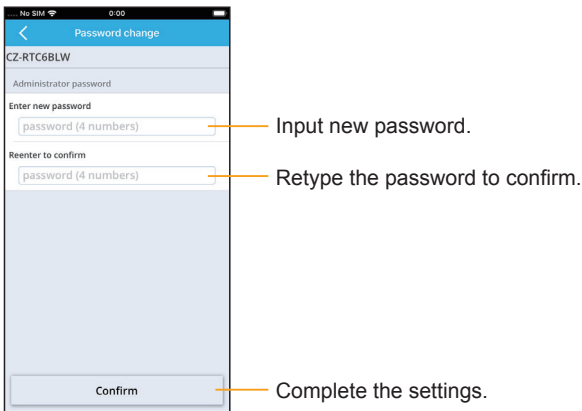 .... No SIM 0:00
Password change
CZ-RTC6BLW
Administrator password
Enter new password
password (4 numbers)
Input new password.
Reenter to confirm
password (4 numbers)
Retype the password to confirm.
Confirm
Complete the settings.